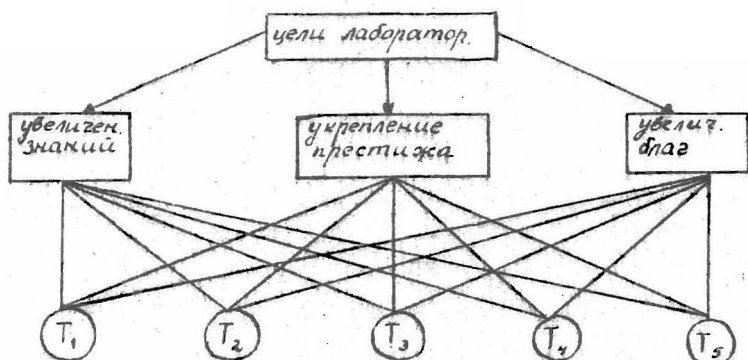 цели лаборатор.
увеличен.
знаний
укрепление
престижа
увелич.
благ
T₁
T₂
T₃
T₄
T₅